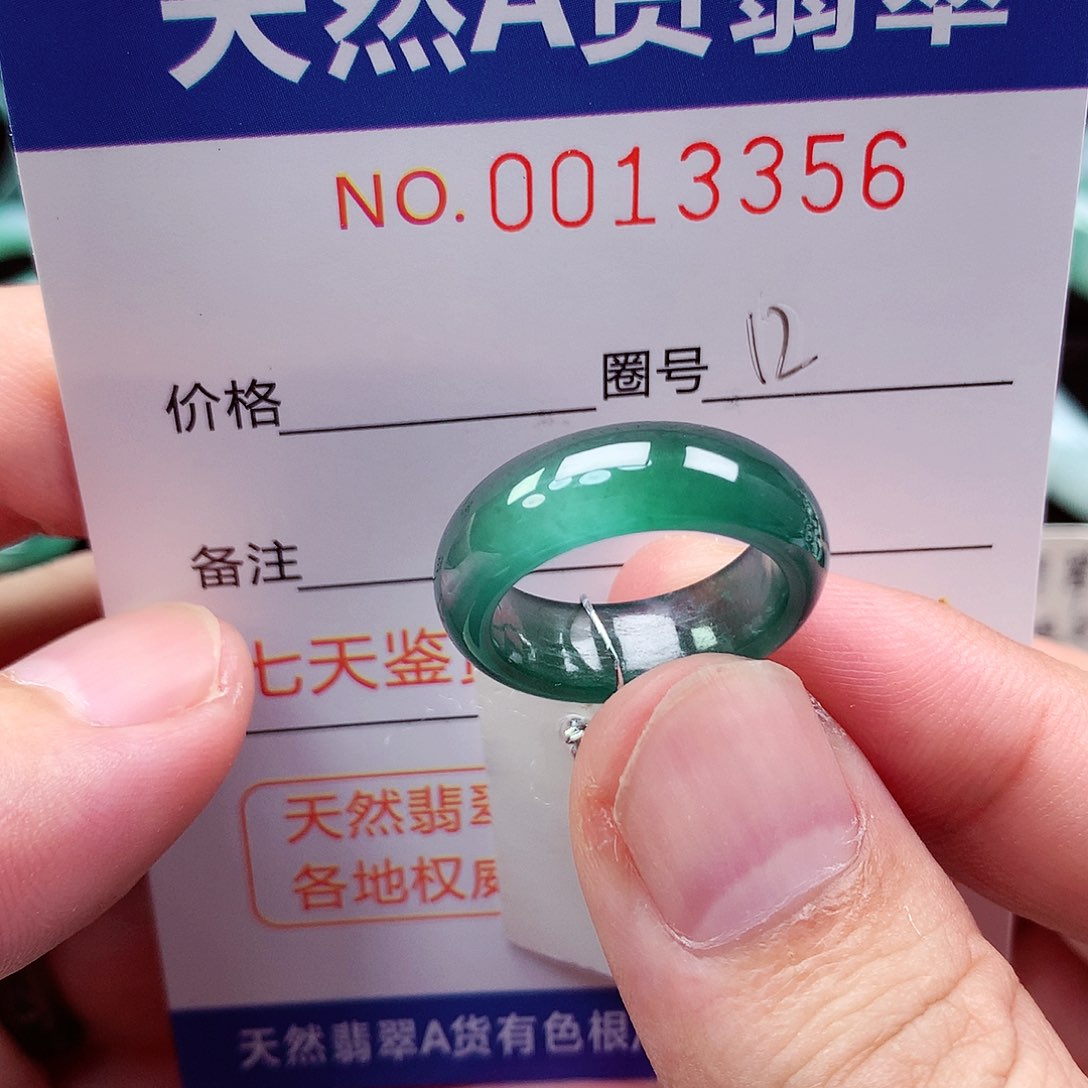 天然A货翡翠
NO.0013356
价格 圈号 12
备注
七天鉴
天然翡翠
各地权威
天然翡翠A货有色根